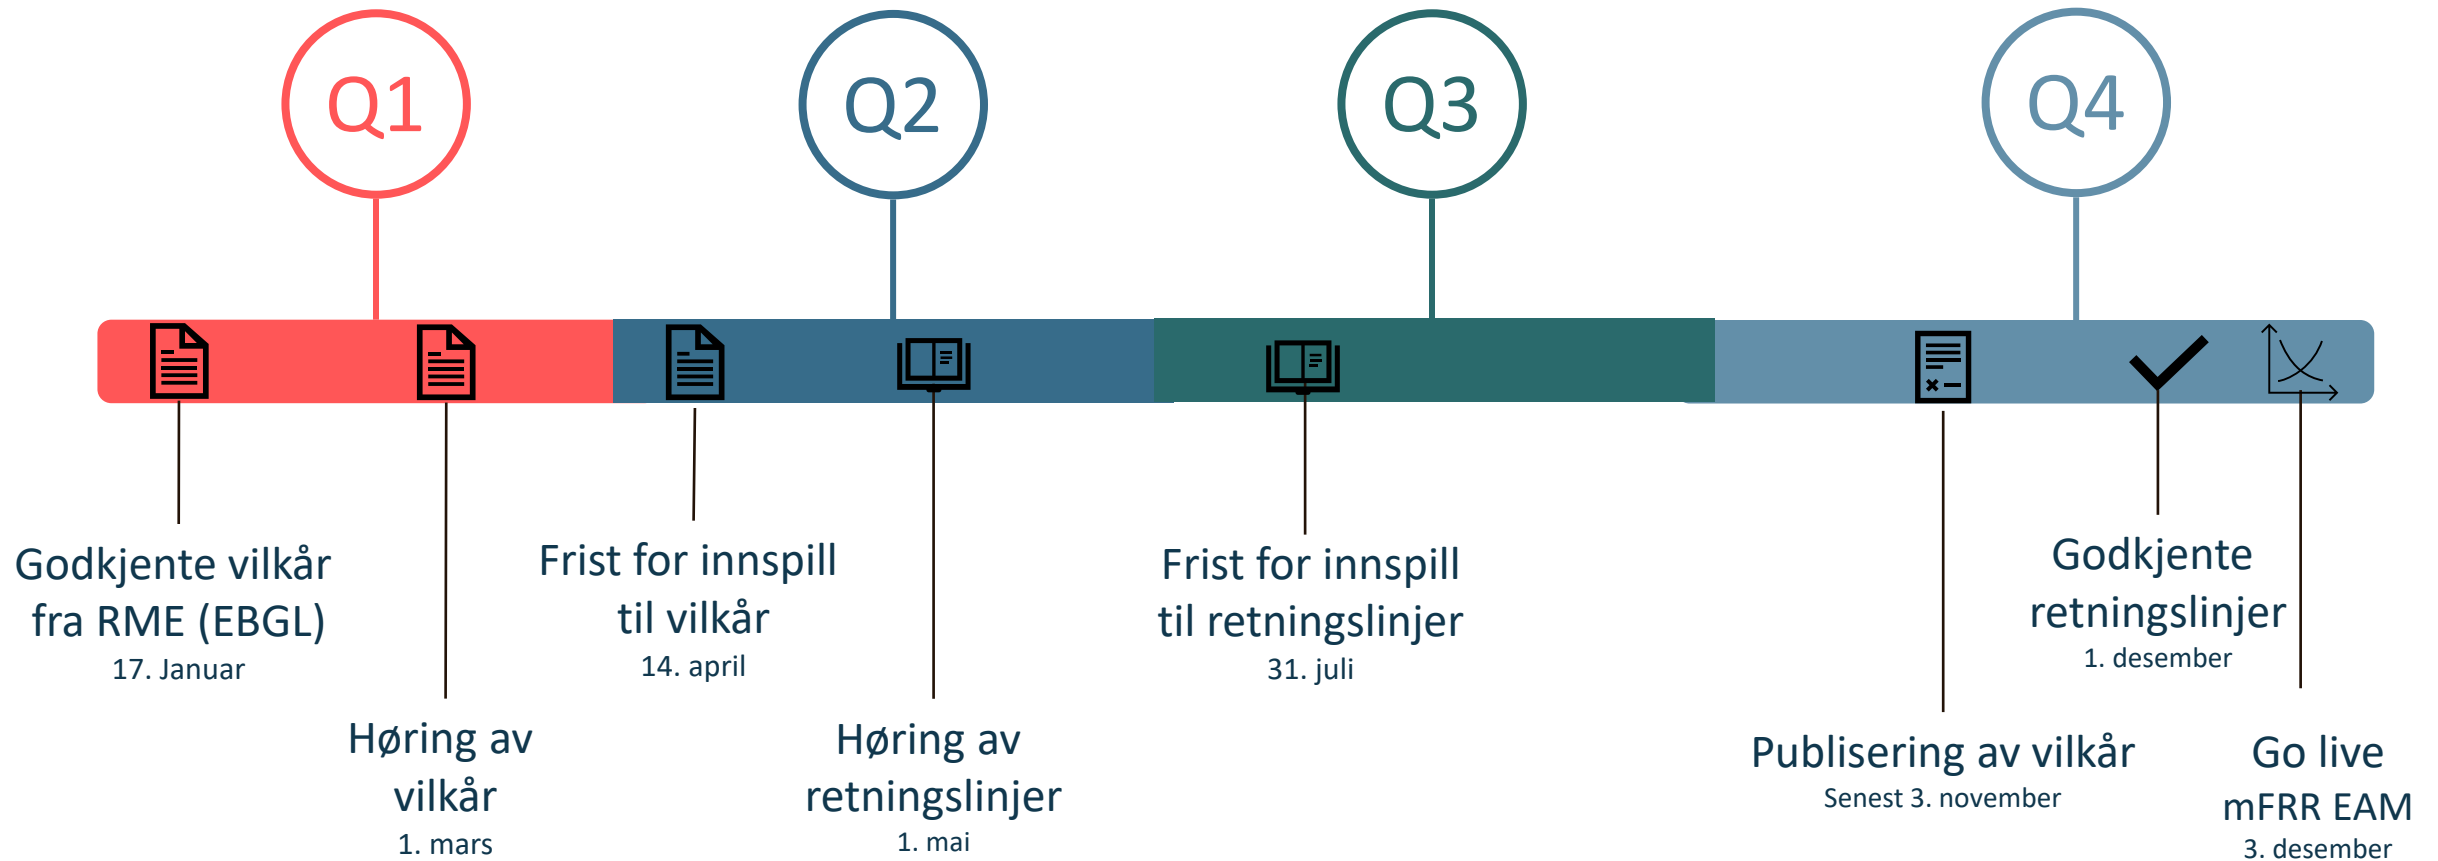 Q1
Q2
Q3
Q4
Godkjente vilkår
fra RME (EBGL)
17. Januar
Høring av
vilkår
1. mars
Frist for innspill
til vilkår
14. april
Høring av
retningslinjer
1. mai
Frist for innspill
til retningslinjer
31. juli
Publisering av vilkår
Senest 3. november
Godkjente
retningslinjer
1. desember
Go live
mFRR EAM
3. desember